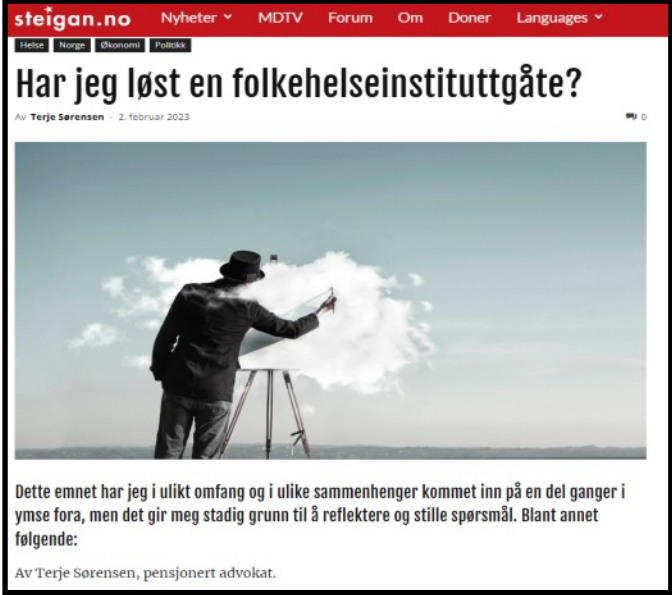 steigan.no Nyheter MDTV Forum Om Doner Languages
Helse Norge Økonomi Politikk
Har jeg løst en folkehelseinstituttgåte?
Av Terje Sørensen - 2. februar 2023 0
Dette emnet har jeg i ulikt omfang og i ulike sammenhenger kommet inn på en del ganger i
ymse fora, men det gir meg stadig grunn til å reflektere og stille spørsmål. Blant annet
følgende:
Av Terje Sørensen, pensjonert advokat.